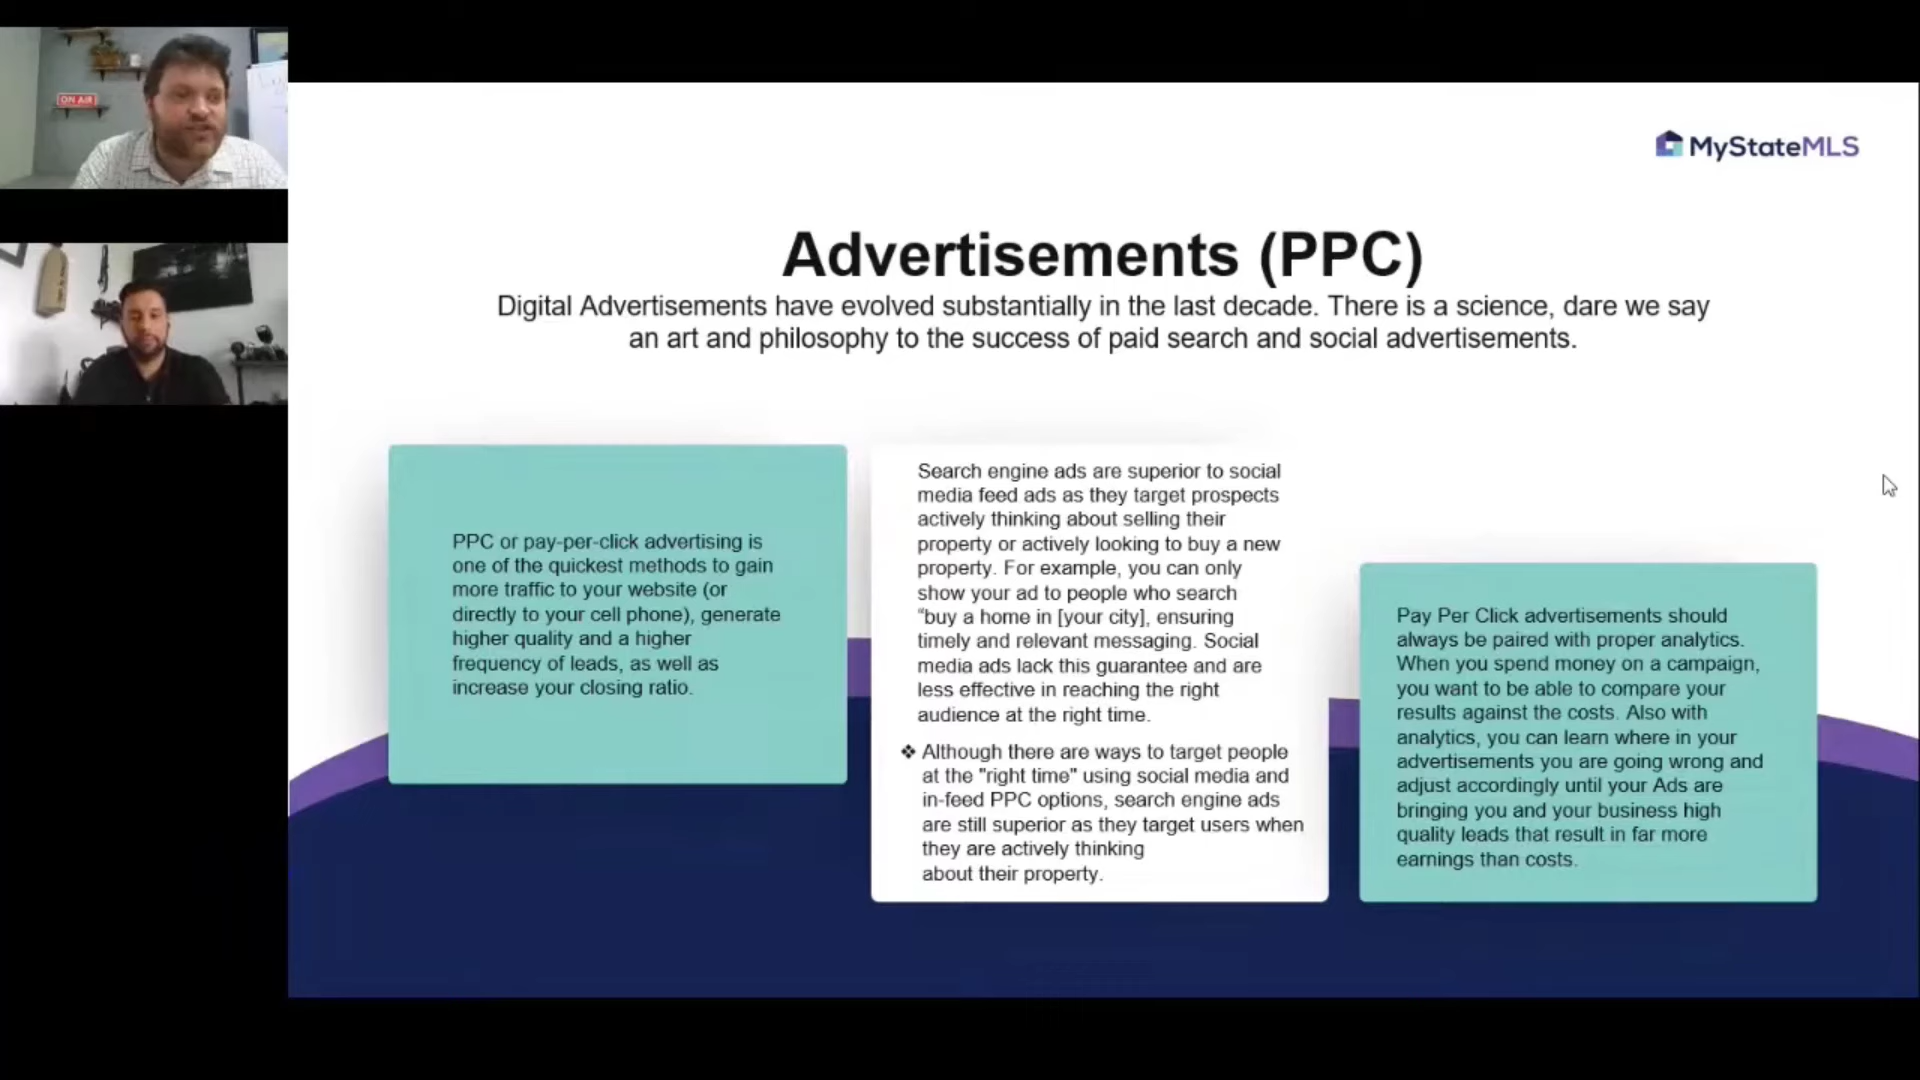 ON AIR
MyStateMLS
Advertisements (PPC)
Digital Advertisements have evolved substantially in the last decade. There is a science, dare we say
an art and philosophy to the success of paid search and social advertisements.
PPC or pay-per-click advertising is
one of the quickest methods to gain
more traffic to your website (or
directly to your cell phone), generate
higher quality and a higher
frequency of leads, as well as
increase your closing ratio.
Search engine ads are superior to social
media feed ads as they target prospects
actively thinking about selling their
property or actively looking to buy a new
property. For example, you can only
show your ad to people who search
“buy a home in [your city], ensuring
timely and relevant messaging. Social
media ads lack this guarantee and are
less effective in reaching the right
audience at the right time.
❖ Although there are ways to target people
at the "right time" using social media and
in-feed PPC options, search engine ads
are still superior as they target users when
they are actively thinking
about their property.
Pay Per Click advertisements should
always be paired with proper analytics.
When you spend money on a campaign,
you want to be able to compare your
results against the costs. Also with
analytics, you can learn where in your
advertisements you are going wrong and
adjust accordingly until your Ads are
bringing you and your business high
quality leads that result in far more
earnings than costs.